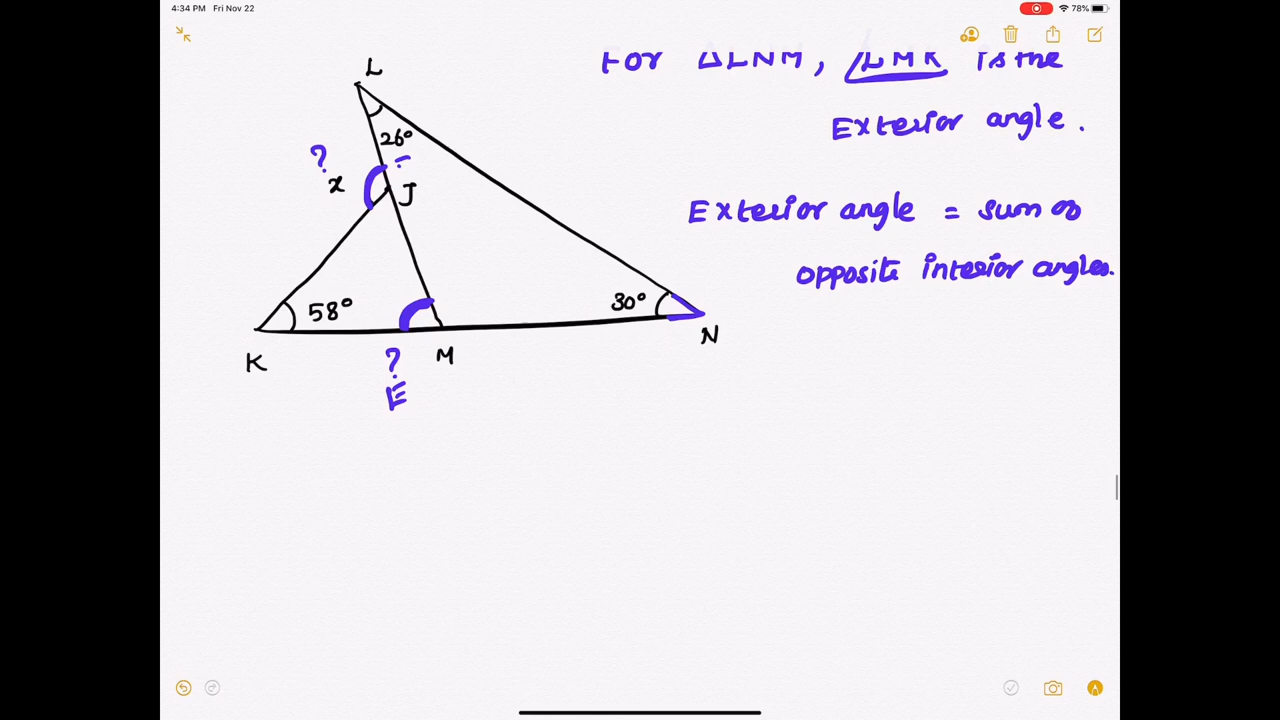 4:34 PM Fri Nov 22
78%
For ΔLNM, ∠LMK is the
Exterior angle.
Exterior angle = sum of
opposite interior angles.
L
26°
?
x
J
58°
30°
K
?
M
N
E